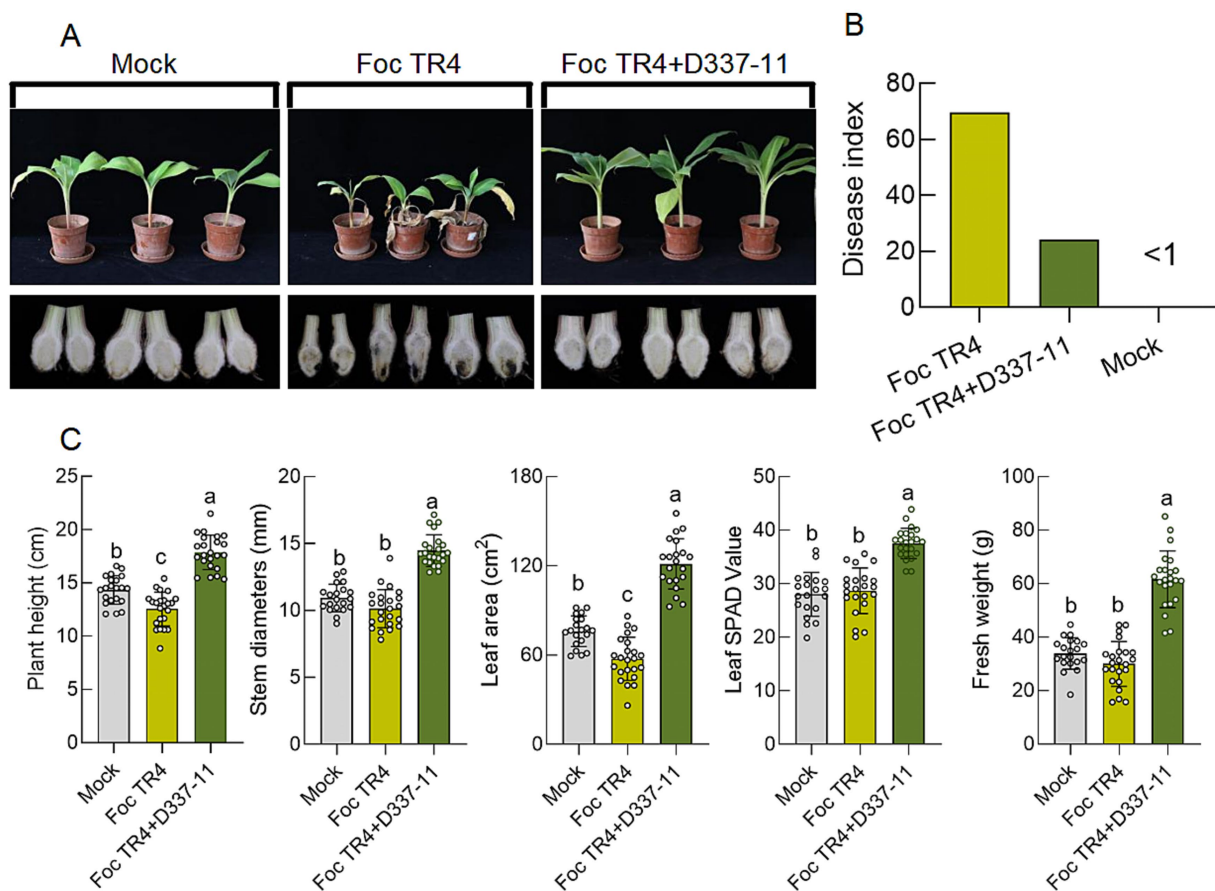 A
Mock
Foc TR4
Foc TR4+D337-11
B
Disease index
80
60
40
20
0
<1
Foc TR4
Foc TR4+D337-11
Mock
C
Plant height (cm)
25
20
15
10
5
0
b
c
a
Mock
Foc TR4
Foc TR4+D337-11
Stem diameters (mm)
20
15
10
5
0
b
b
a
Mock
Foc TR4
Foc TR4+D337-11
Leaf area (cm²)
180
120
60
0
b
c
a
Mock
Foc TR4
Foc TR4+D337-11
Leaf SPAD Value
50
40
30
20
10
0
b
b
a
Mock
Foc TR4
Foc TR4+D337-11
Fresh weight (g)
100
80
60
40
20
0
b
b
a
Mock
Foc TR4
Foc TR4+D337-11